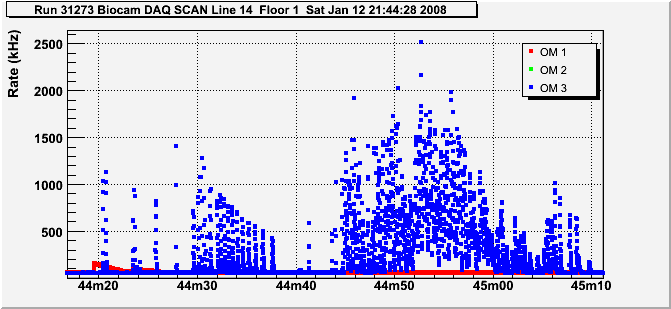 Run 31273 Biocam DAQ SCAN Line 14 Floor 1 Sat Jan 12 21:44:28 2008
Rate (kHz)
2500
2000
1500
1000
500
OM 1
OM 2
OM 3
44m20 44m30 44m40 44m50 45m00 45m10